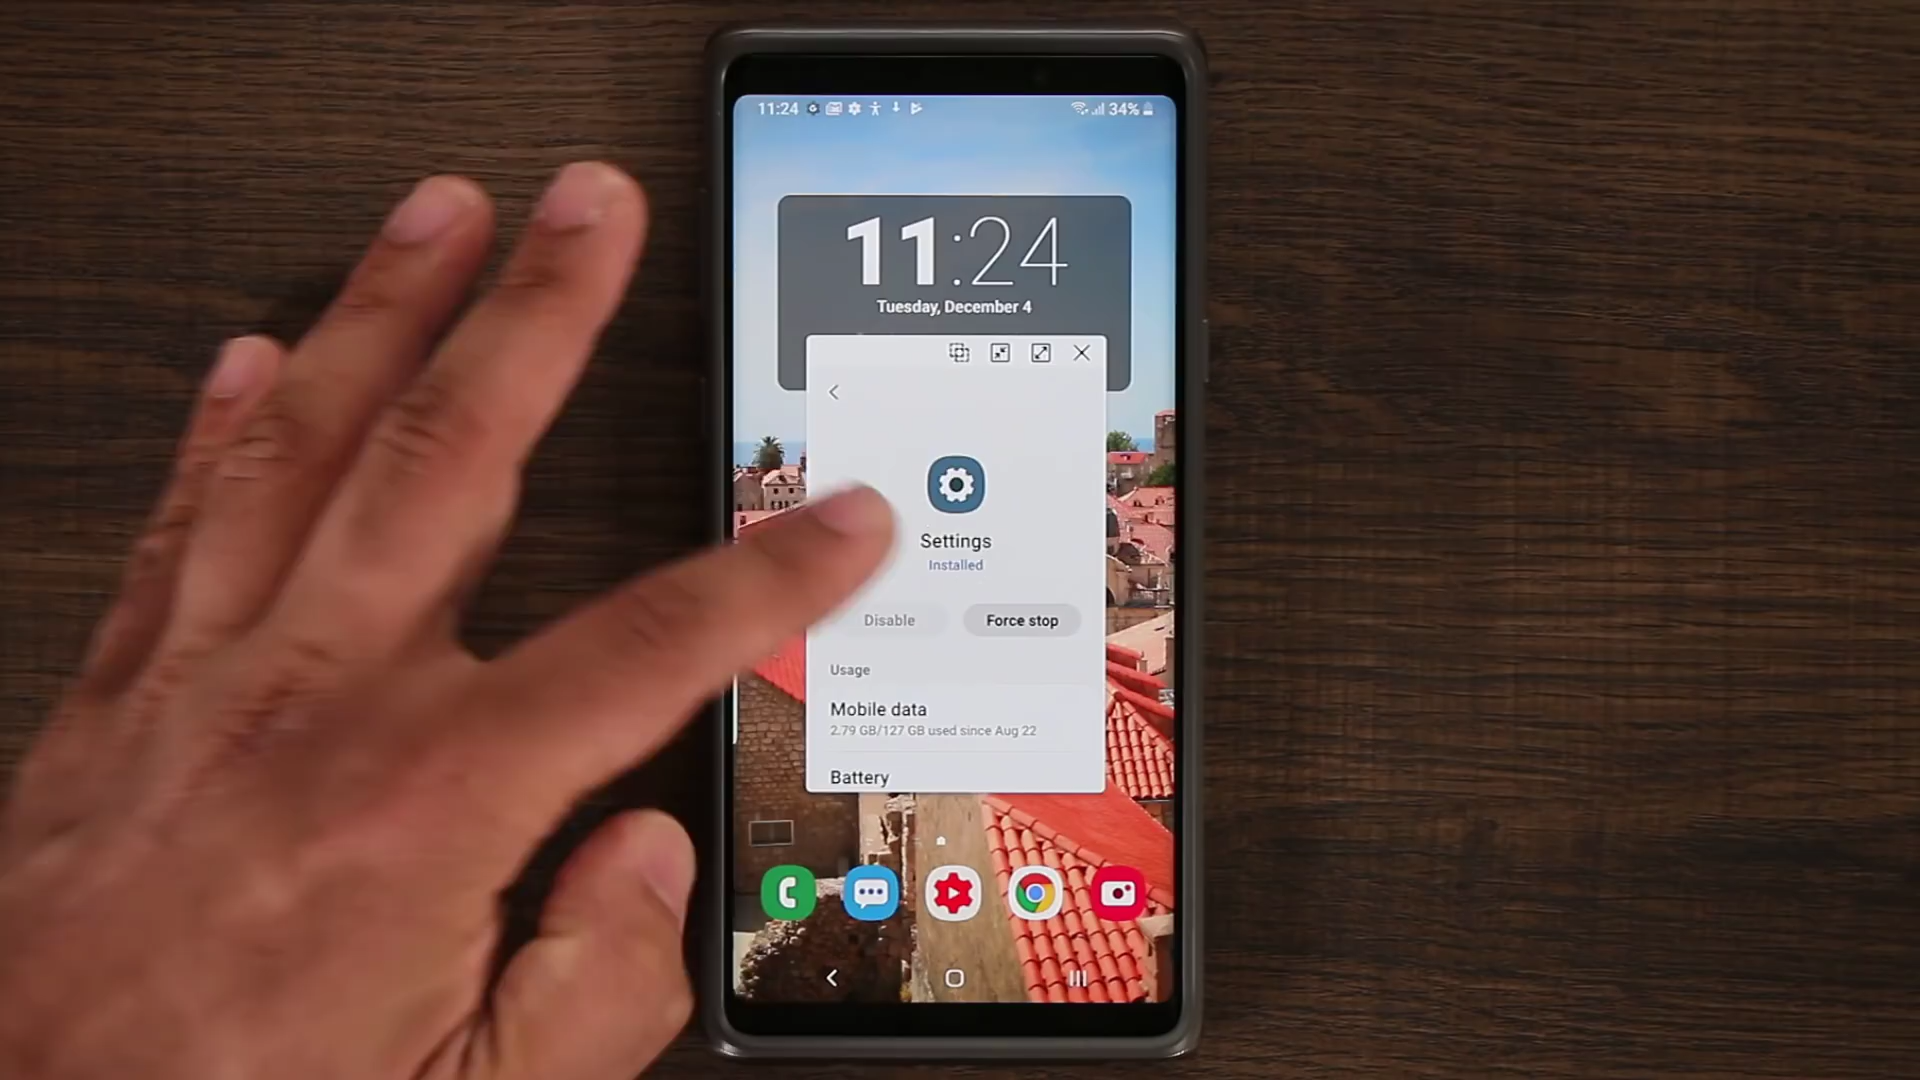 11:24
34%
11:24
Tuesday, December 4
Settings
Installed
Disable
Force stop
Usage
Mobile data
2.79 GB/127 GB used since Aug 22
Battery